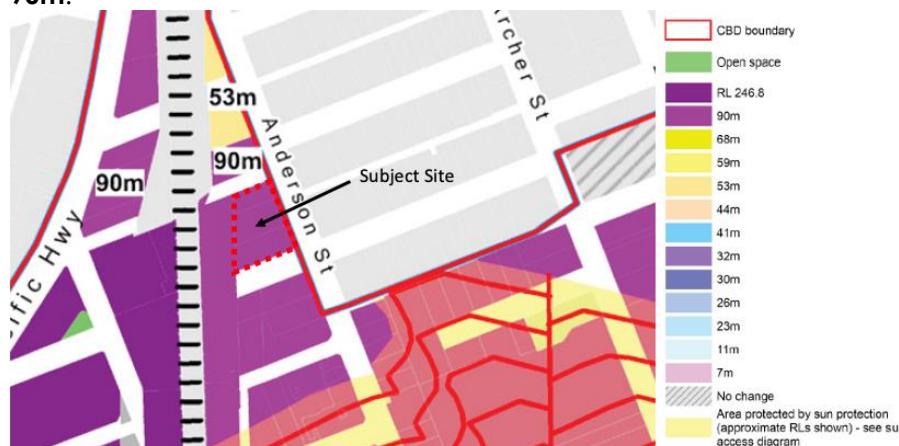 53m
Archer St
90m
90m
Anderson St
Subject Site
ific Hwy
CBD boundary
Open space
RL 246.8
90m
68m
59m
53m
44m
41m
32m
30m
26m
23m
11m
7m
No change
Area protected by sun protection
(approximate RLs shown) - see su
access diagram